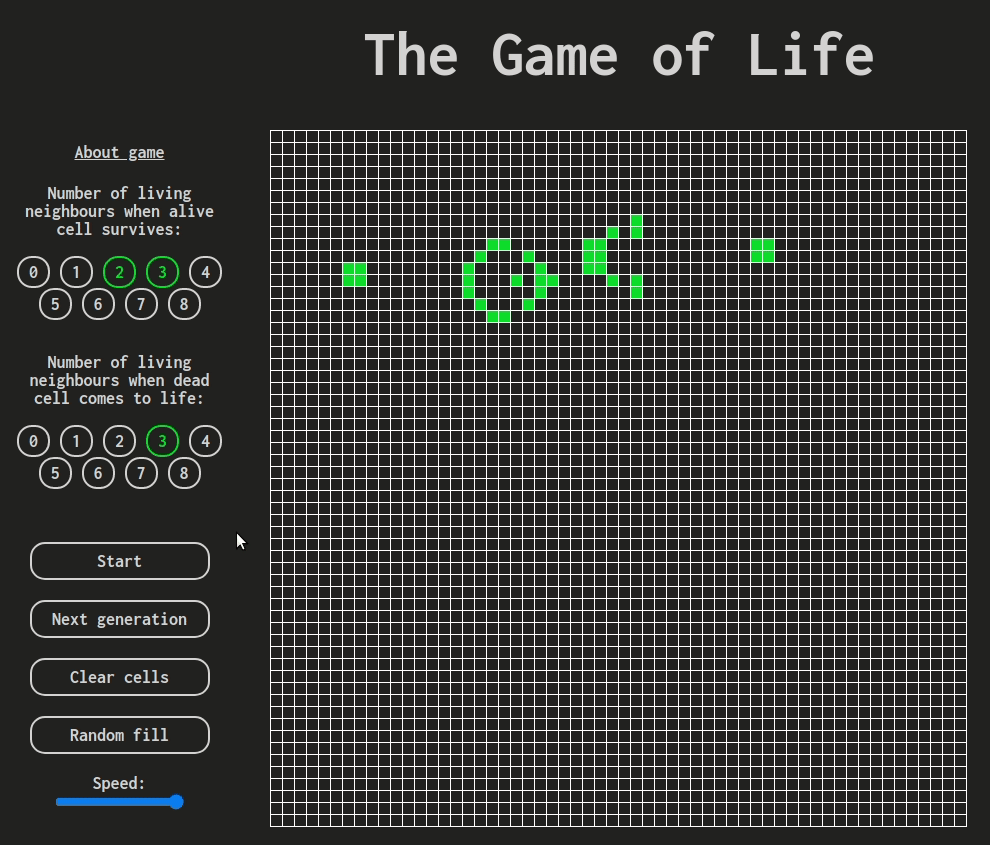 The Game of Life
About game
Number of living
neighbours when alive
cell survives:
0 1 2 3 4
5 6 7 8
Number of living
neighbours when dead
cell comes to life:
0 1 2 3 4
5 6 7 8
Start
Next generation
Clear cells
Random fill
Speed: